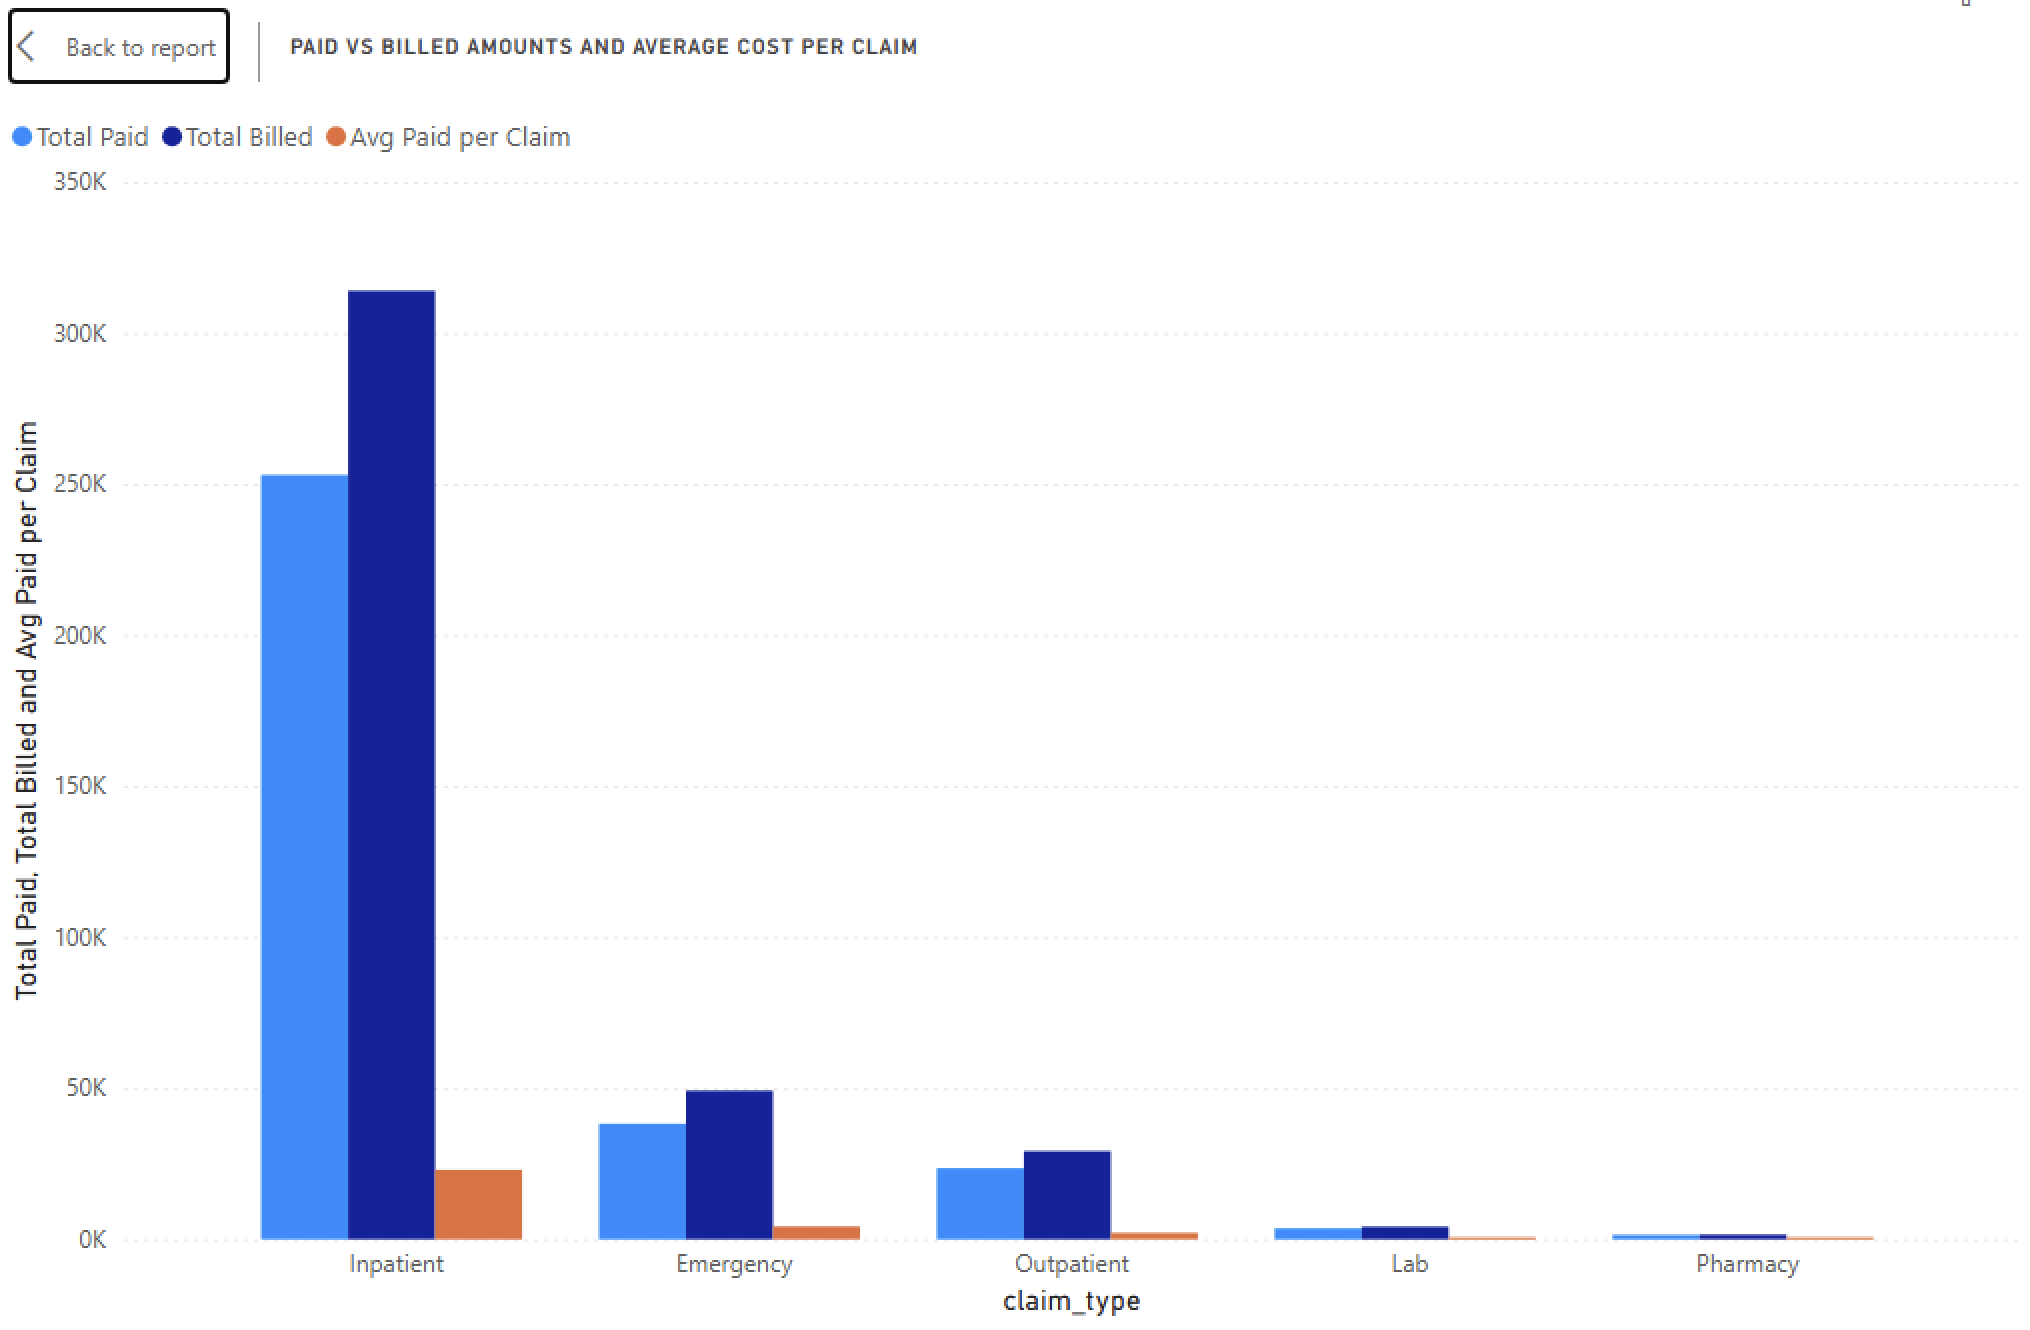 Back to report
PAID VS BILLED AMOUNTS AND AVERAGE COST PER CLAIM
Total Paid Total Billed Avg Paid per Claim
Total Paid, Total Billed and Avg Paid per Claim
350K
300K
250K
200K
150K
100K
50K
0K
Inpatient Emergency Outpatient Lab Pharmacy
claim_type